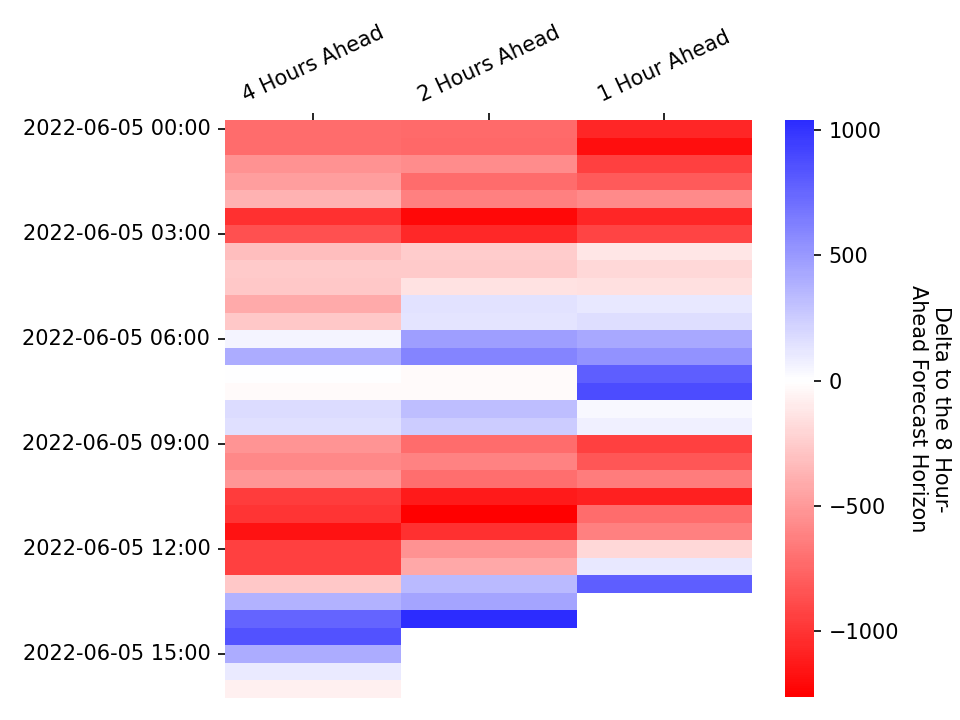 4 Hours Ahead
2 Hours Ahead
1 Hour Ahead
2022-06-05 00:00
2022-06-05 03:00
2022-06-05 06:00
2022-06-05 09:00
2022-06-05 12:00
2022-06-05 15:00
1000
500
0
−500
−1000
Delta to the 8 Hour-
Ahead Forecast Horizon